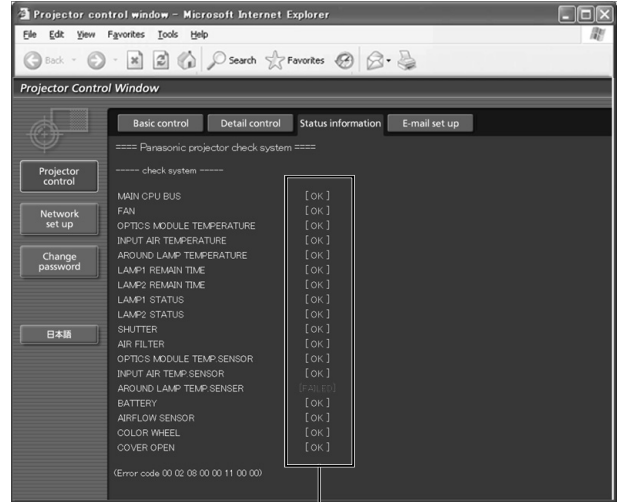 Projector control window – Microsoft Internet Explorer
File Edit View Favorites Tools Help
Back Search Favorites
Projector Control Window
Basic control Detail control Status information E-mail set up
==== Panasonic projector check system ====
Projector control
----- check system -----
MAIN CPU BUS [ OK ]
FAN [ OK ]
OPTICS MODULE TEMPERATURE [ OK ]
Network set up
INPUT AIR TEMPERATURE [ OK ]
AROUND LAMP TEMPERATURE [ OK ]
Change password
LAMP1 REMAIN TIME [ OK ]
LAMP2 REMAIN TIME [ OK ]
LAMP1 STATUS [ OK ]
LAMP2 STATUS [ OK ]
SHUTTER [ OK ]
日本語
AIR FILTER [ OK ]
OPTICS MODULE TEMP.SENSOR [ OK ]
INPUT AIR TEMP.SENSOR [ OK ]
AROUND LAMP TEMP.SENSER [FAILED]
BATTERY [ OK ]
AIRFLOW SENSOR [ OK ]
COLOR WHEEL [ OK ]
COVER OPEN [ OK ]
(Error code 00 02 08 00 00 11 00 00)